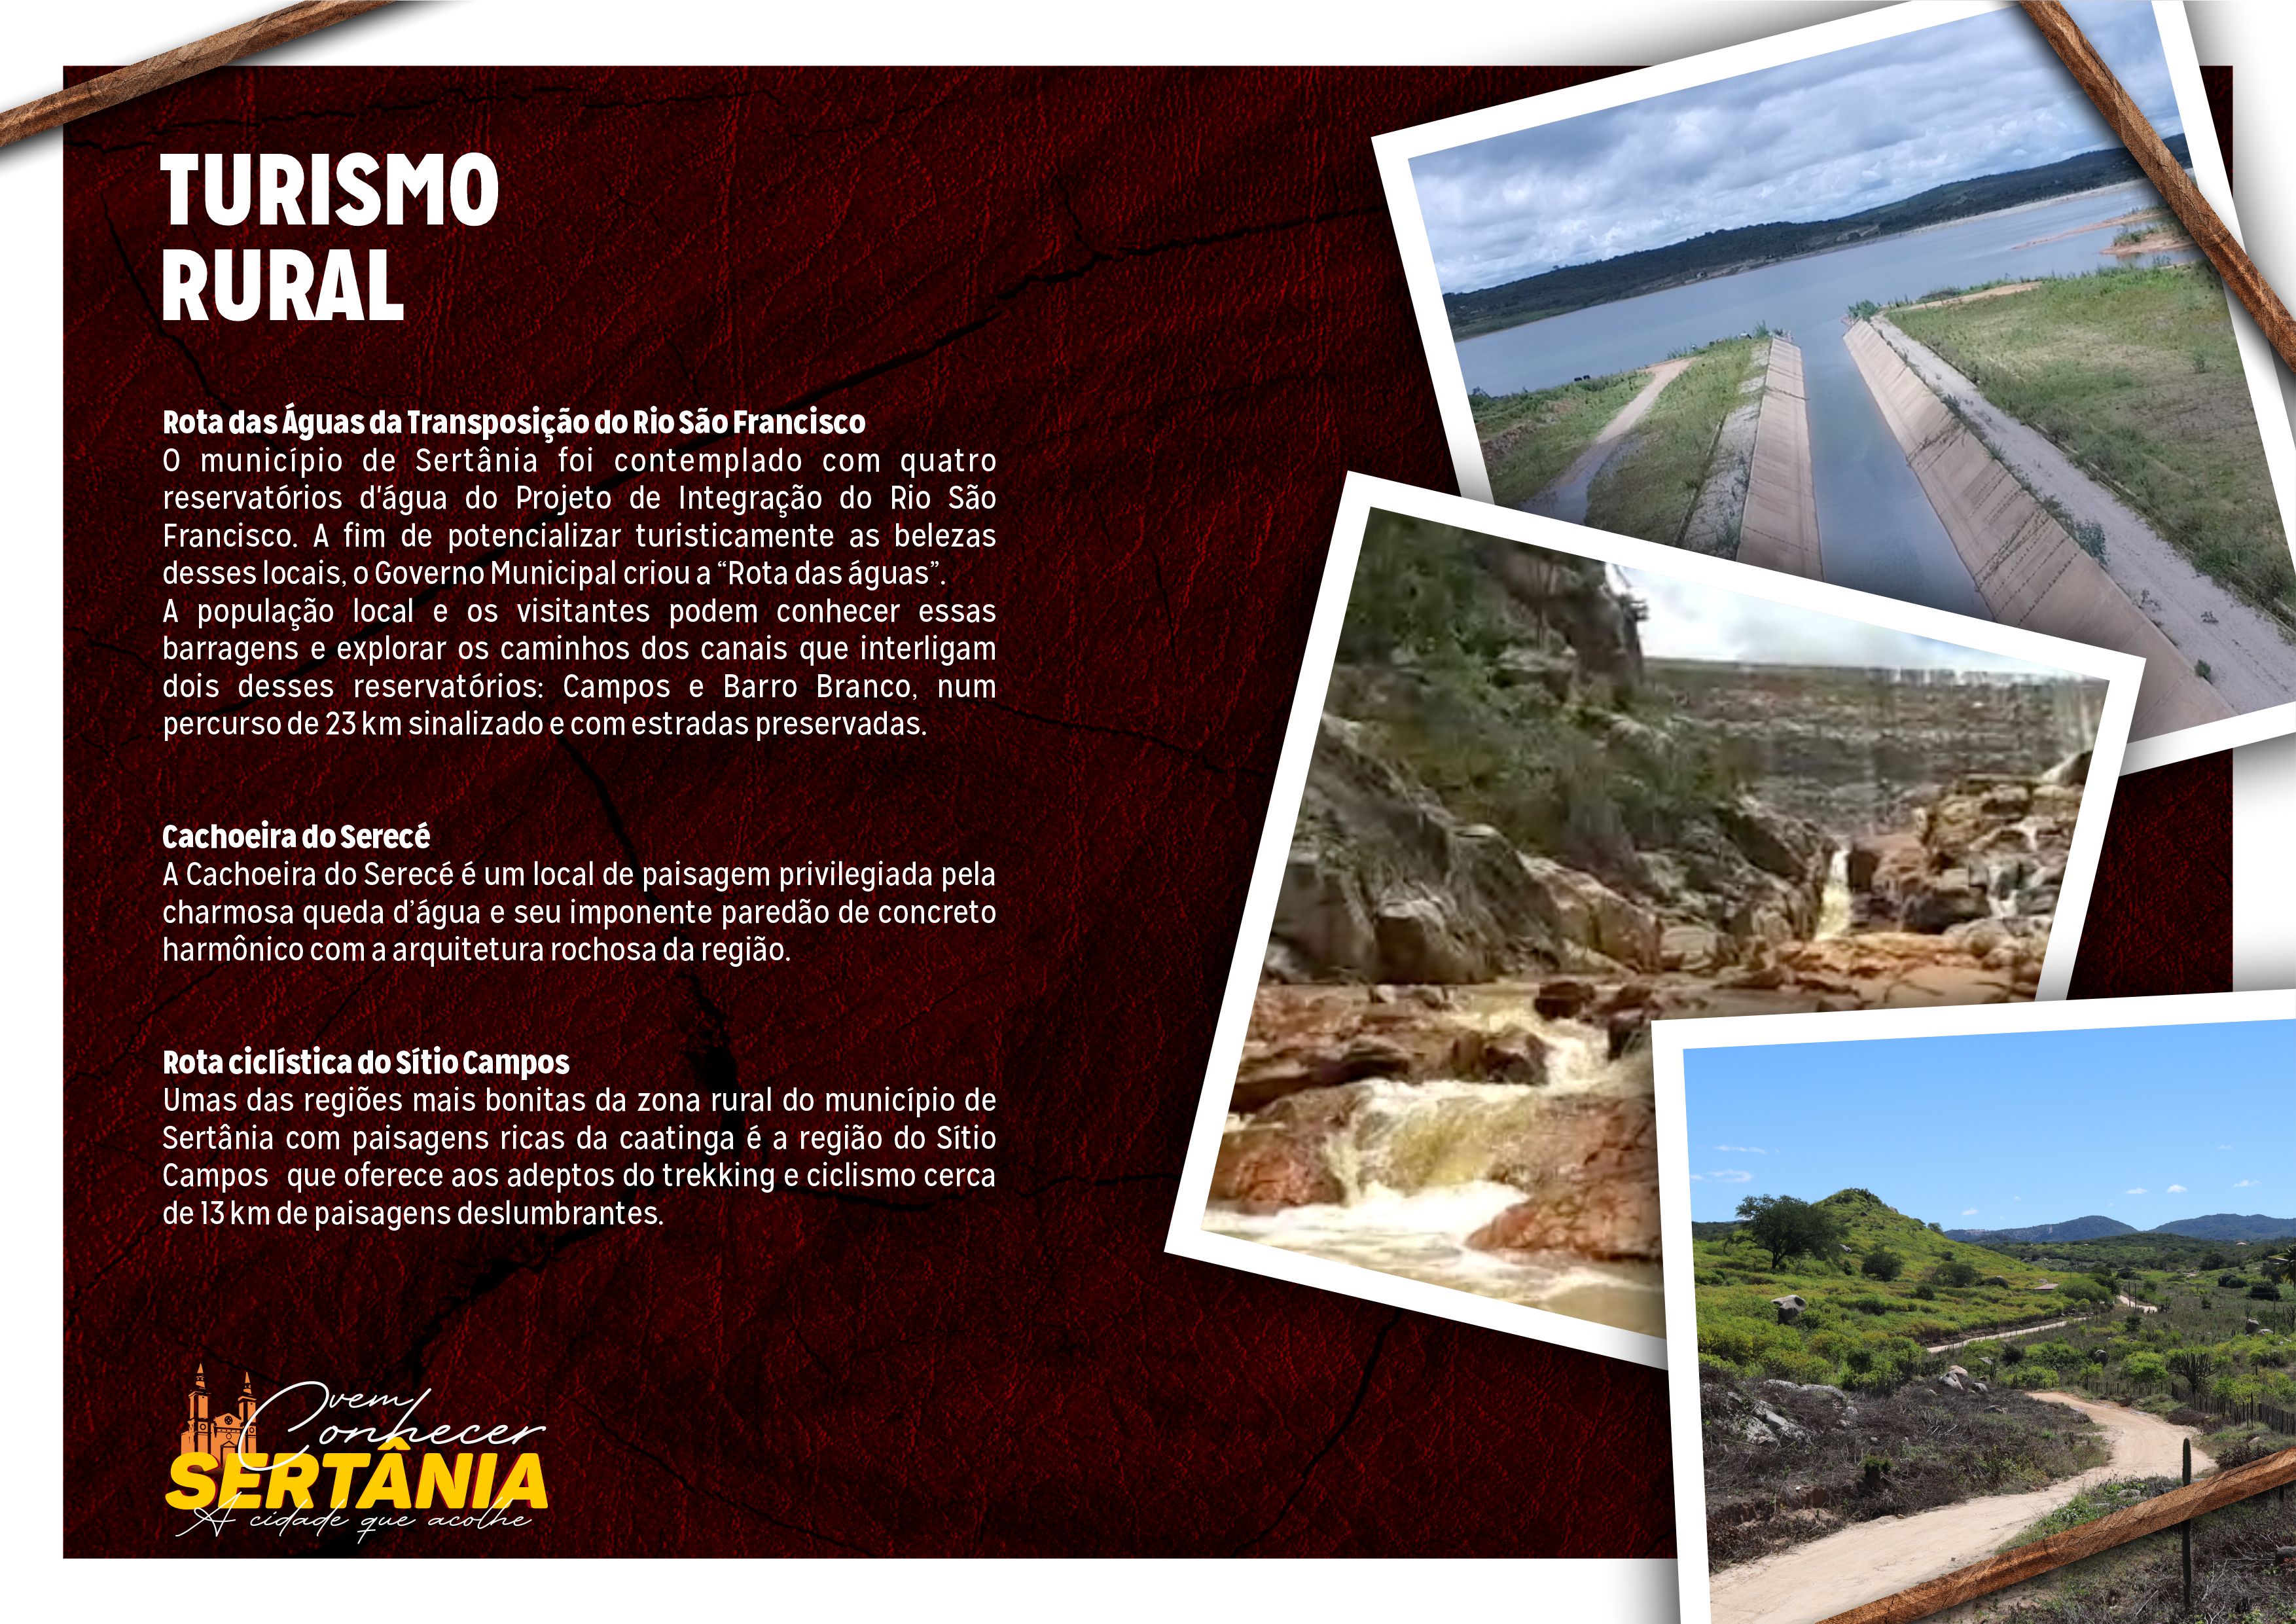 TURISMO
RURAL
Rota das Águas da Transposição do Rio São Francisco
O município de Sertânia foi contemplado com quatro
reservatórios d'água do Projeto de Integração do Rio São
Francisco. A fim de potencializar turisticamente as belezas
desses locais, o Governo Municipal criou a “Rota das águas”.
A população local e os visitantes podem conhecer essas
barragens e explorar os caminhos dos canais que interligam
dois desses reservatórios: Campos e Barro Branco, num
percurso de 23 km sinalizado e com estradas preservadas.
Cachoeira do Serecé
A Cachoeira do Serecé é um local de paisagem privilegiada pela
charmosa queda d’água e seu imponente paredão de concreto
harmônico com a arquitetura rochosa da região.
Rota ciclística do Sítio Campos
Umas das regiões mais bonitas da zona rural do município de
Sertânia com paisagens ricas da caatinga é a região do Sítio
Campos que oferece aos adeptos do trekking e ciclismo cerca
de 13 km de paisagens deslumbrantes.
vem
Conhecer
SERTÂNIA
A cidade que acolhe